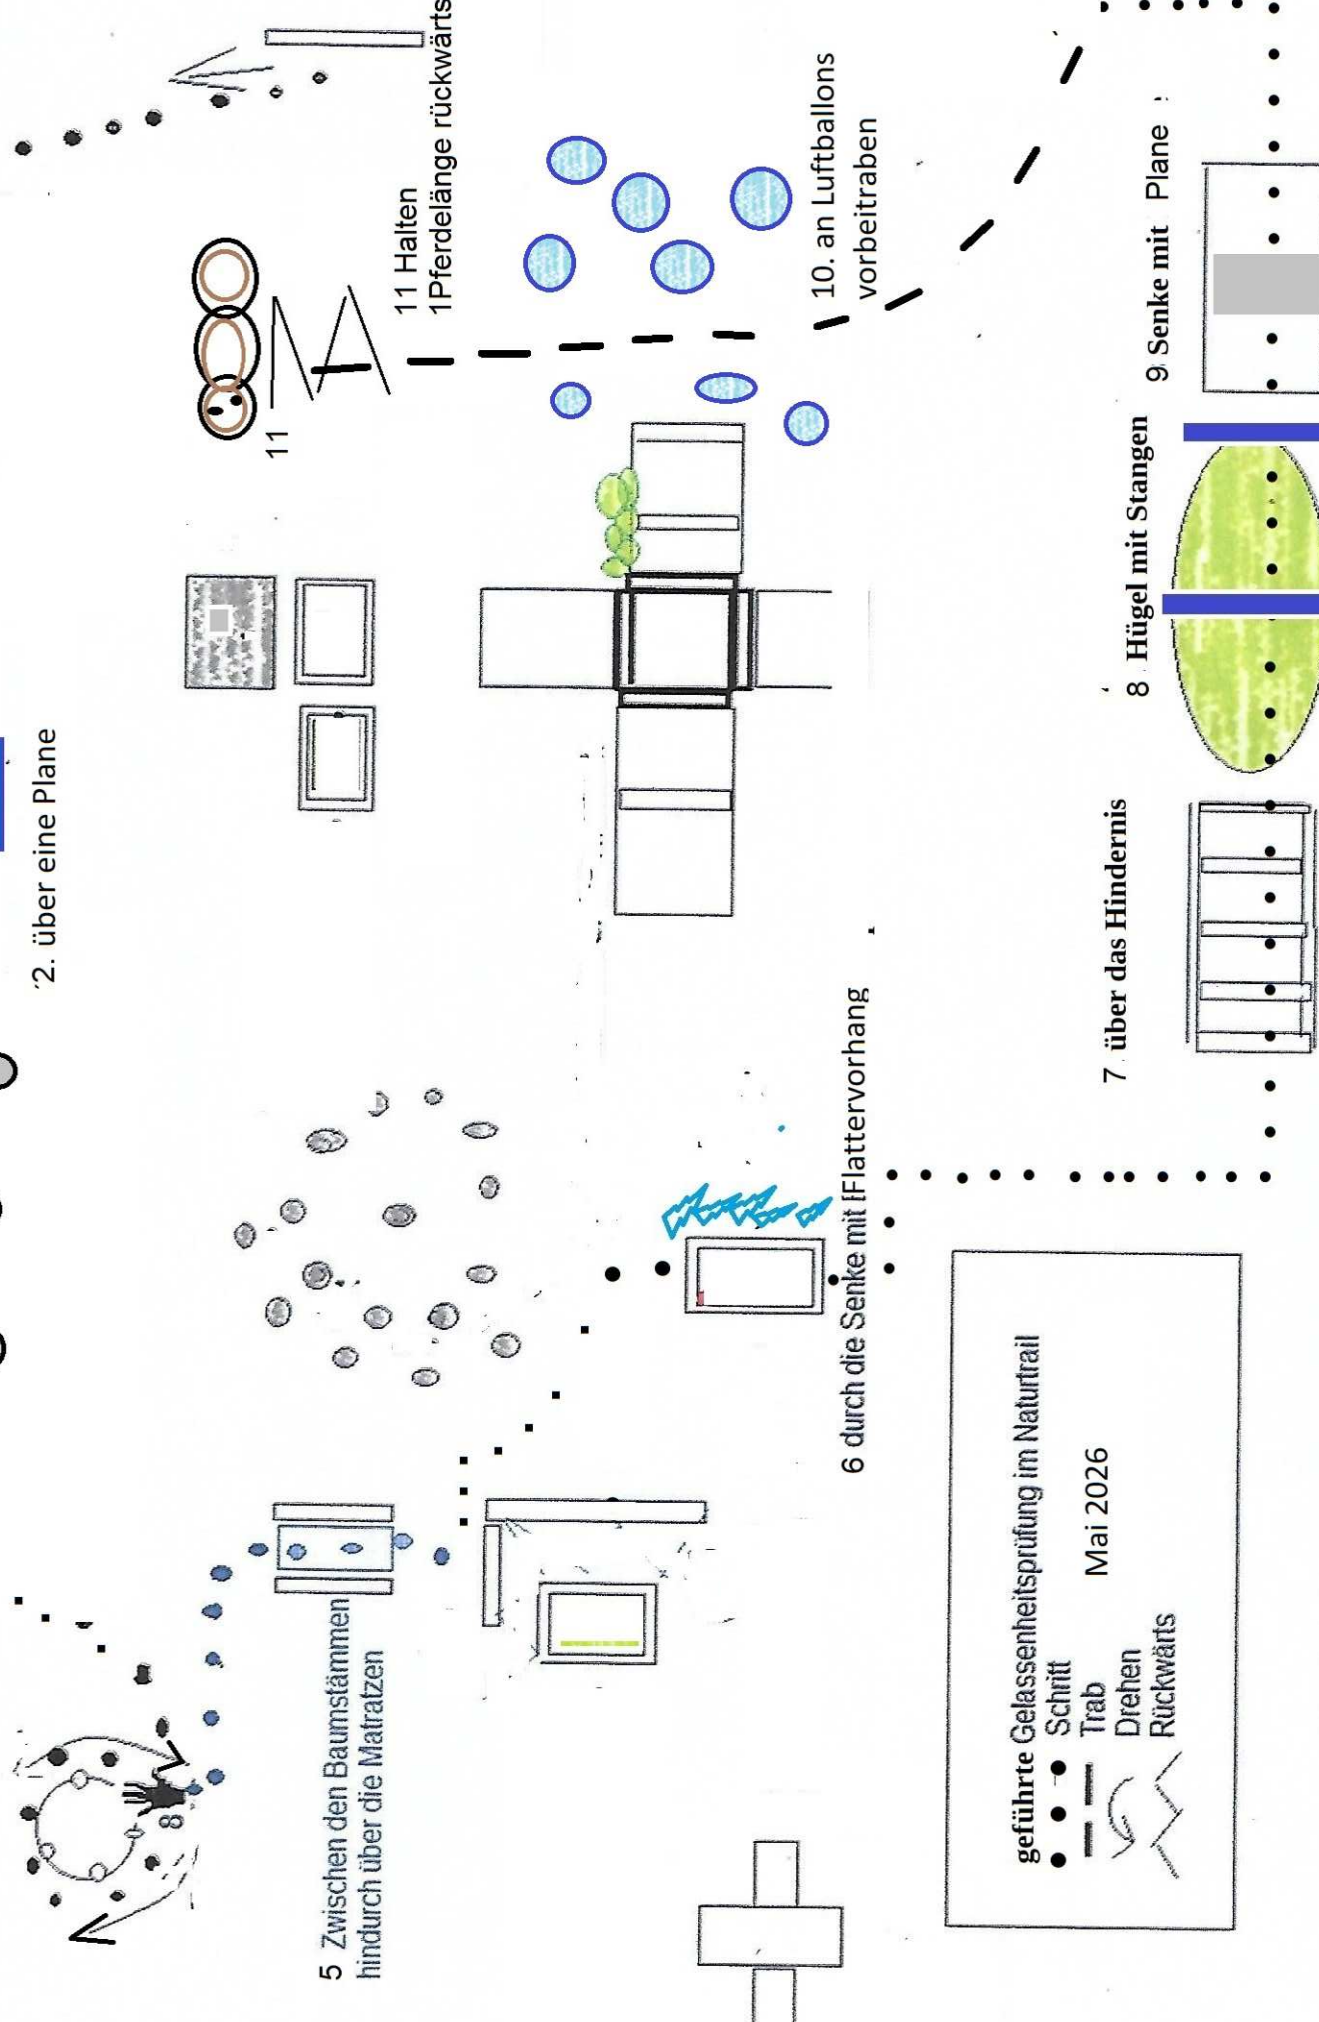 11 Halten
1Pferdelänge rückwärts
11
10. an Luftballons
vorbeitraben
9 Senke mit Plane
8 Hügel mit Stangen
7 über das Hindernis
2. über eine Plane
6 durch die Senke mit [Flattervorhang
5 Zwischen den Baumstämmen
hindurch über die Matratzen
8
geführte Gelassenheitsprüfung im Naturtrail
Schritt
Trab Mai 2026
Drehen
Rückwärts